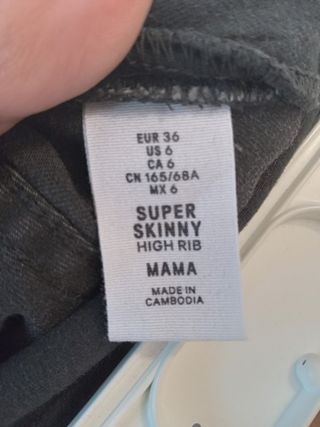 EUR 36
US 6
CA 6
CN 165/68A
MX 6
SUPER
SKINNY
HIGH RIB
MAMA
MADE IN
CAMBODIA